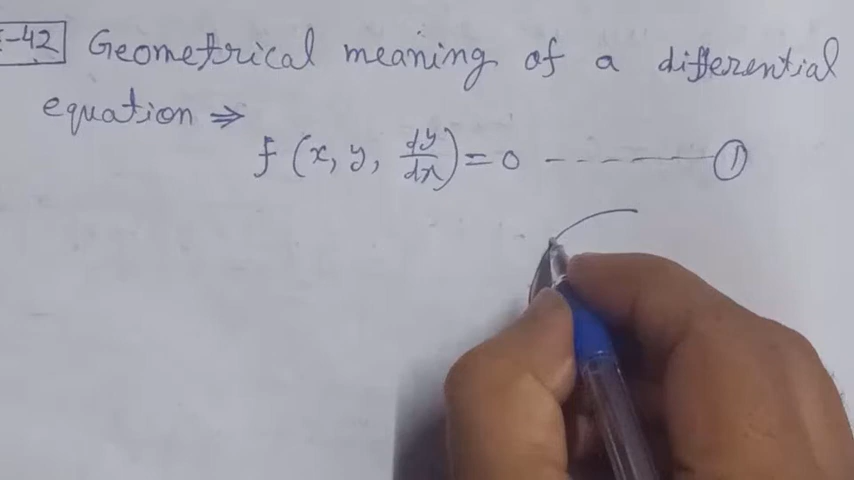 -42 Geometrical meaning of a differential
equation ⇒
f (x, y, dy/dx) = 0 ------- ①